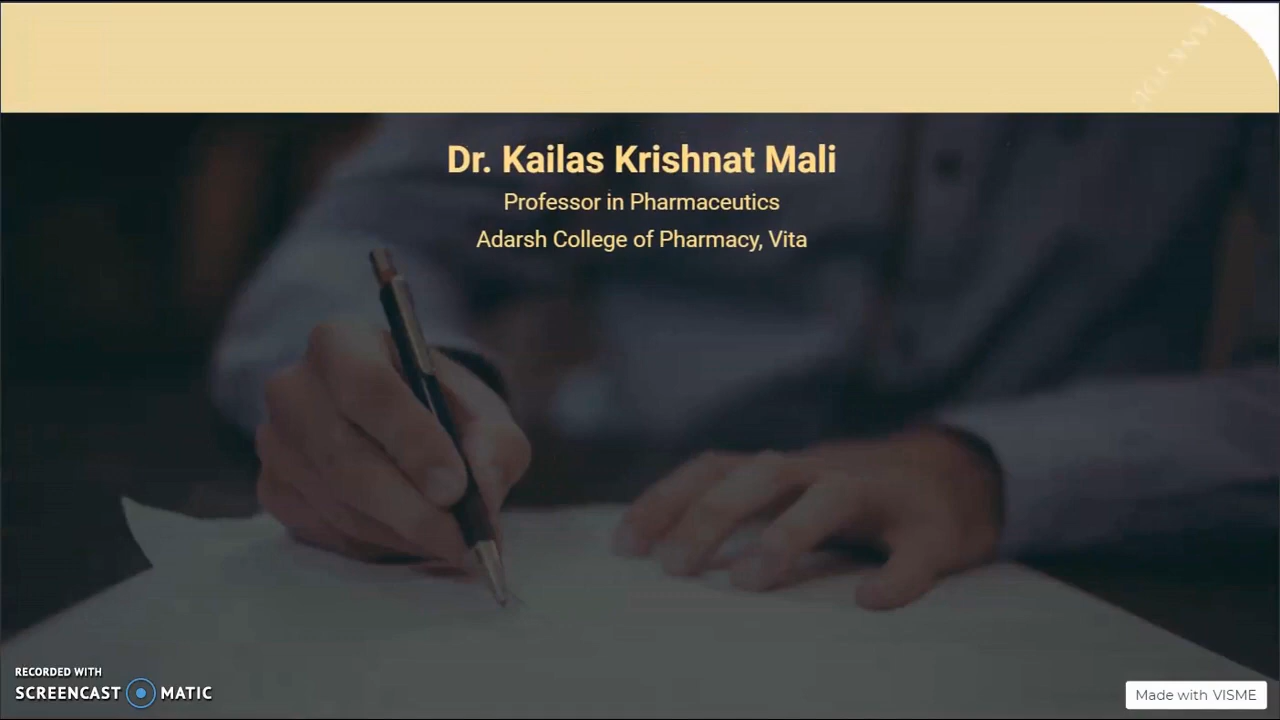 Dr. Kailas Krishnat Mali
Professor in Pharmaceutics
Adarsh College of Pharmacy, Vita
RECORDED WITH
SCREENCAST MATIC
Made with VISME